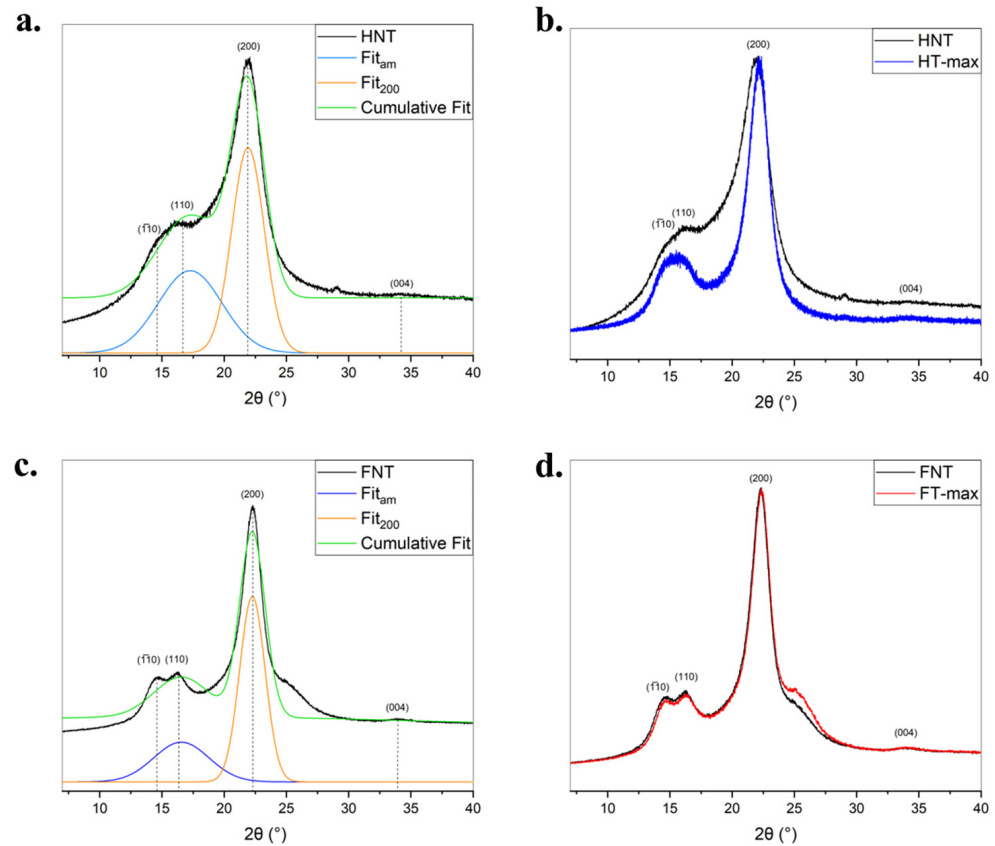 a.
HNT
Fitam
Fit200
Cumulative Fit
(200)
(1̅10)
(110)
(004)
10 15 20 25 30 35 40
2θ (°)
b.
HNT
HT-max
(200)
(1̅10)
(110)
(004)
10 15 20 25 30 35 40
2θ (°)
c.
FNT
Fitam
Fit200
Cumulative Fit
(200)
(1̅10) (110)
(004)
10 15 20 25 30 35 40
2θ (°)
d.
FNT
FT-max
(200)
(1̅10)
(110)
(004)
10 15 20 25 30 35 40
2θ (°)